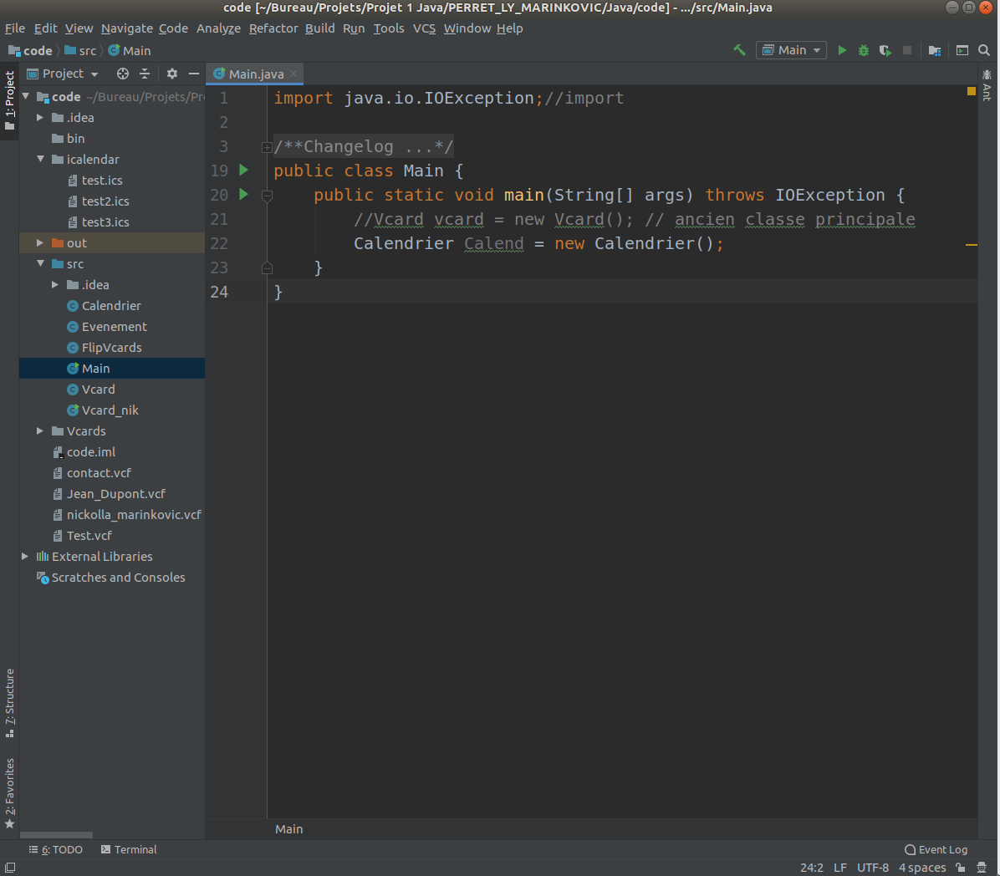 code [~/Bureau/Projets/Projet 1 Java/PERRET_LY_MARINKOVIC/Java/code] - .../src/Main.java
File Edit View Navigate Code Analyze Refactor Build Run Tools VCS Window Help
code src Main Main
1: Project
Project
Main.java
Ant
code ~/Bureau/Projets/Pr
.idea
bin
icalendar
test.ics
test2.ics
test3.ics
out
src
.idea
Calendrier
Evenement
FlipVcards
Main
Vcard
Vcard_nik
Vcards
code.iml
contact.vcf
Jean_Dupont.vcf
nickolla_marinkovic.vcf
Test.vcf
External Libraries
Scratches and Consoles
1 import java.io.IOException;//import
2
3 /**Changelog ...*/
19 public class Main {
20 public static void main(String[] args) throws IOException {
21 //Vcard vcard = new Vcard(); // ancien classe principale
22 Calendrier Calend = new Calendrier();
23 }
24 }
7: Structure
2: Favorites
Main
6: TODO Terminal Event Log
24:2 LF UTF-8 4 spaces